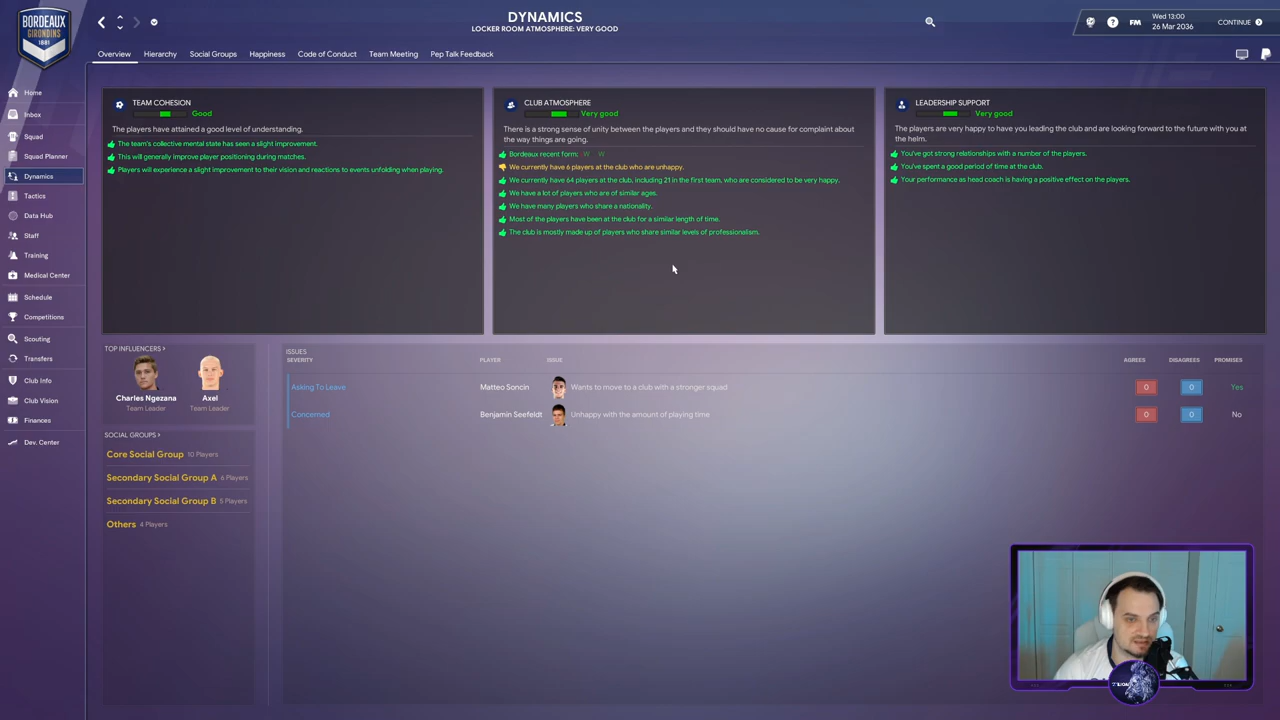 BORDEAUX
GIRONDINS
1881
DYNAMICS
LOCKER ROOM ATMOSPHERE: VERY GOOD
FM
Wed 13:00
26 Mar 2036
CONTINUE
Overview
Hierarchy
Social Groups
Happiness
Code of Conduct
Team Meeting
Pep Talk Feedback
Home
Inbox
Squad
Squad Planner
Dynamics
Tactics
Data Hub
Staff
Training
Medical Center
Schedule
Competitions
Scouting
Transfers
Club Info
Club Vision
Finances
Dev. Center
TEAM COHESION
Good
The players have attained a good level of understanding.
The team's collective mental state has seen a slight improvement.
This will generally improve player positioning during matches.
Players will experience a slight improvement to their vision and reactions to events unfolding when playing.
CLUB ATMOSPHERE
Very good
There is a strong sense of unity between the players and they should have no cause for complaint about
the way things are going.
Bordeaux recent form: W W
We currently have 6 players at the club who are unhappy.
We currently have 64 players at the club, including 21 in the first team, who are considered to be very happy.
We have a lot of players who are of similar ages.
We have many players who share a nationality.
Most of the players have been at the club for a similar length of time.
The club is mostly made up of players who share similar levels of professionalism.
LEADERSHIP SUPPORT
Very good
The players are very happy to have you leading the club and are looking forward to the future with you at
the helm.
You've got strong relationships with a number of the players.
You've spent a good period of time at the club.
Your performance as head coach is having a positive effect on the players.
TOP INFLUENCERS >
Charles Ngezana
Team Leader
Axel
Team Leader
SOCIAL GROUPS >
Core Social Group 10 Players
Secondary Social Group A 6 Players
Secondary Social Group B 5 Players
Others 4 Players
ISSUES
SEVERITY PLAYER ISSUE AGREES DISAGREES PROMISES
Asking To Leave Matteo Soncin Wants to move to a club with a stronger squad 0 0 Yes
Concerned Benjamin Seefeldt Unhappy with the amount of playing time 0 0 No